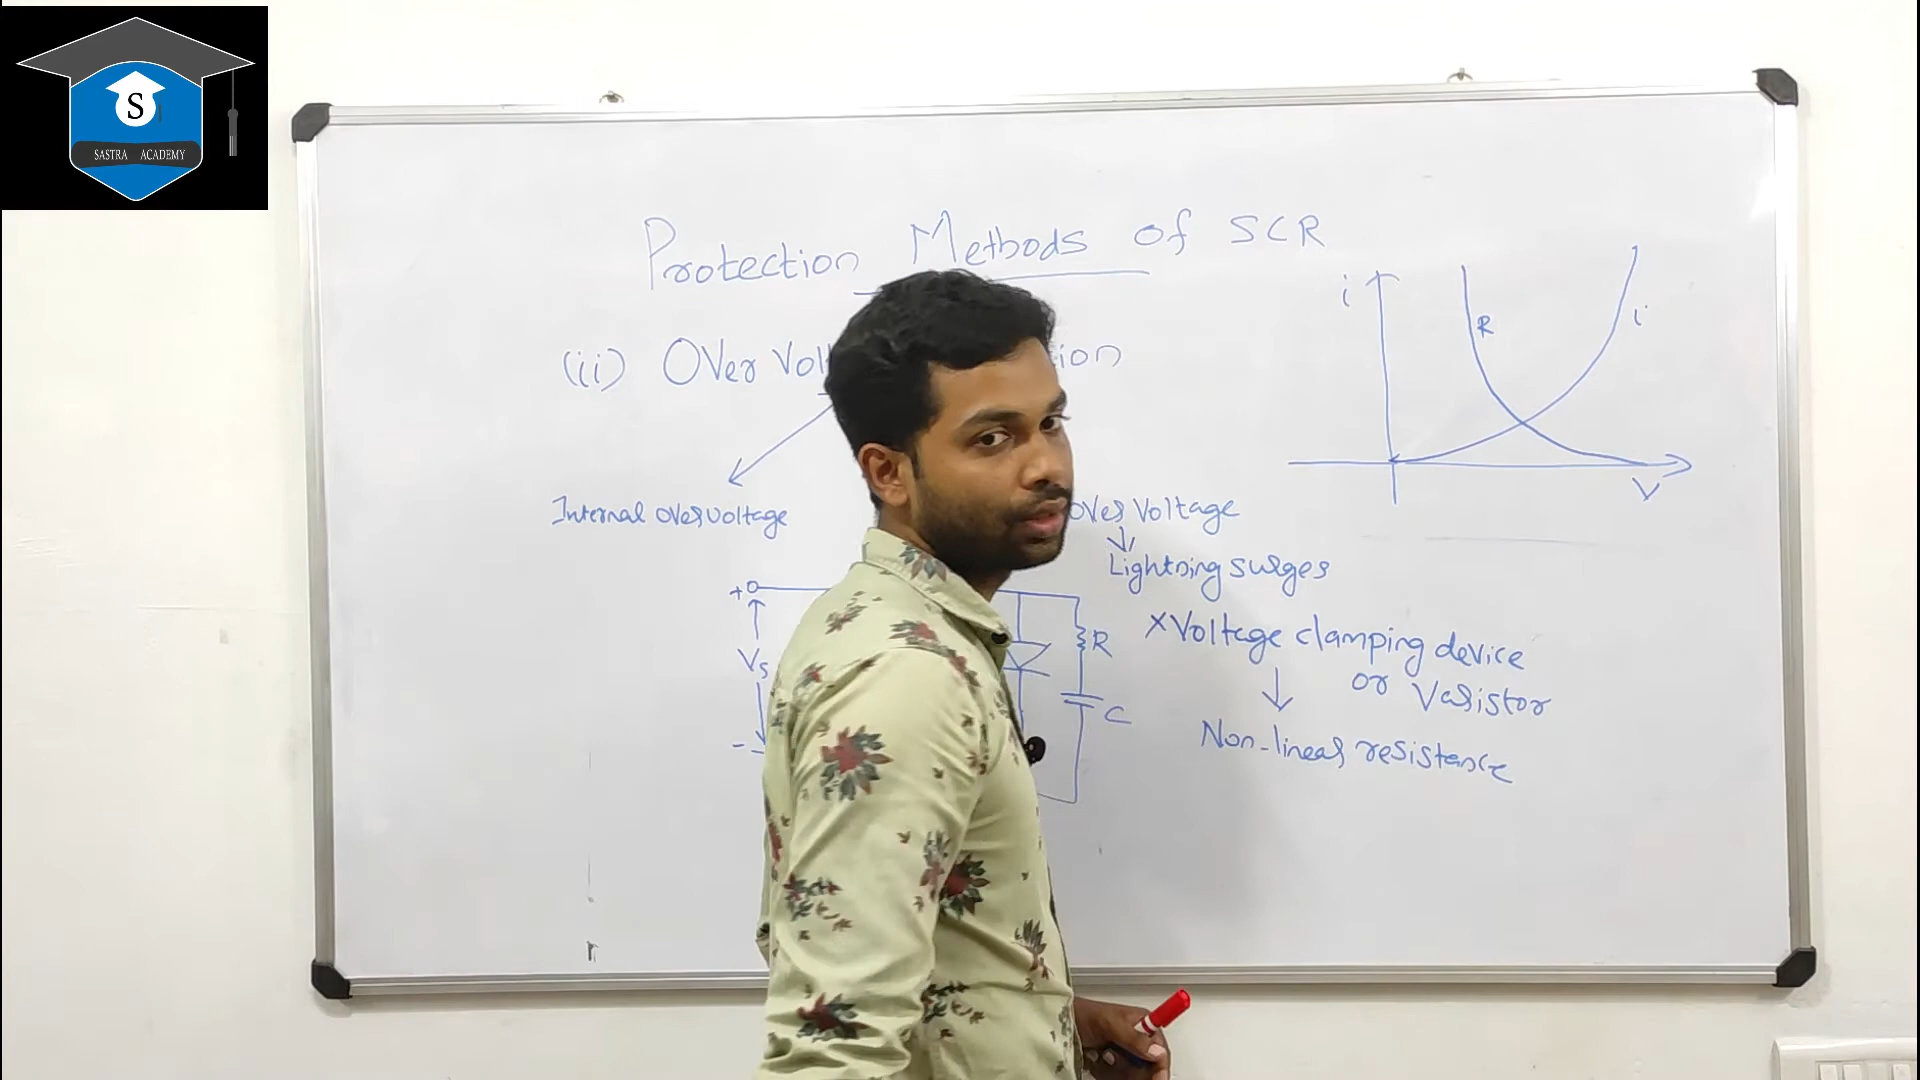 S
SASTRA ACADEMY
Protection Methods Of SCR
(ii) Over Vol ion
Internal overvoltage
over voltage
Lightning surges
x Voltage clamping device
or Varistor
Non-linear resistance
+
Vs
-
R
C
i
R
i
V